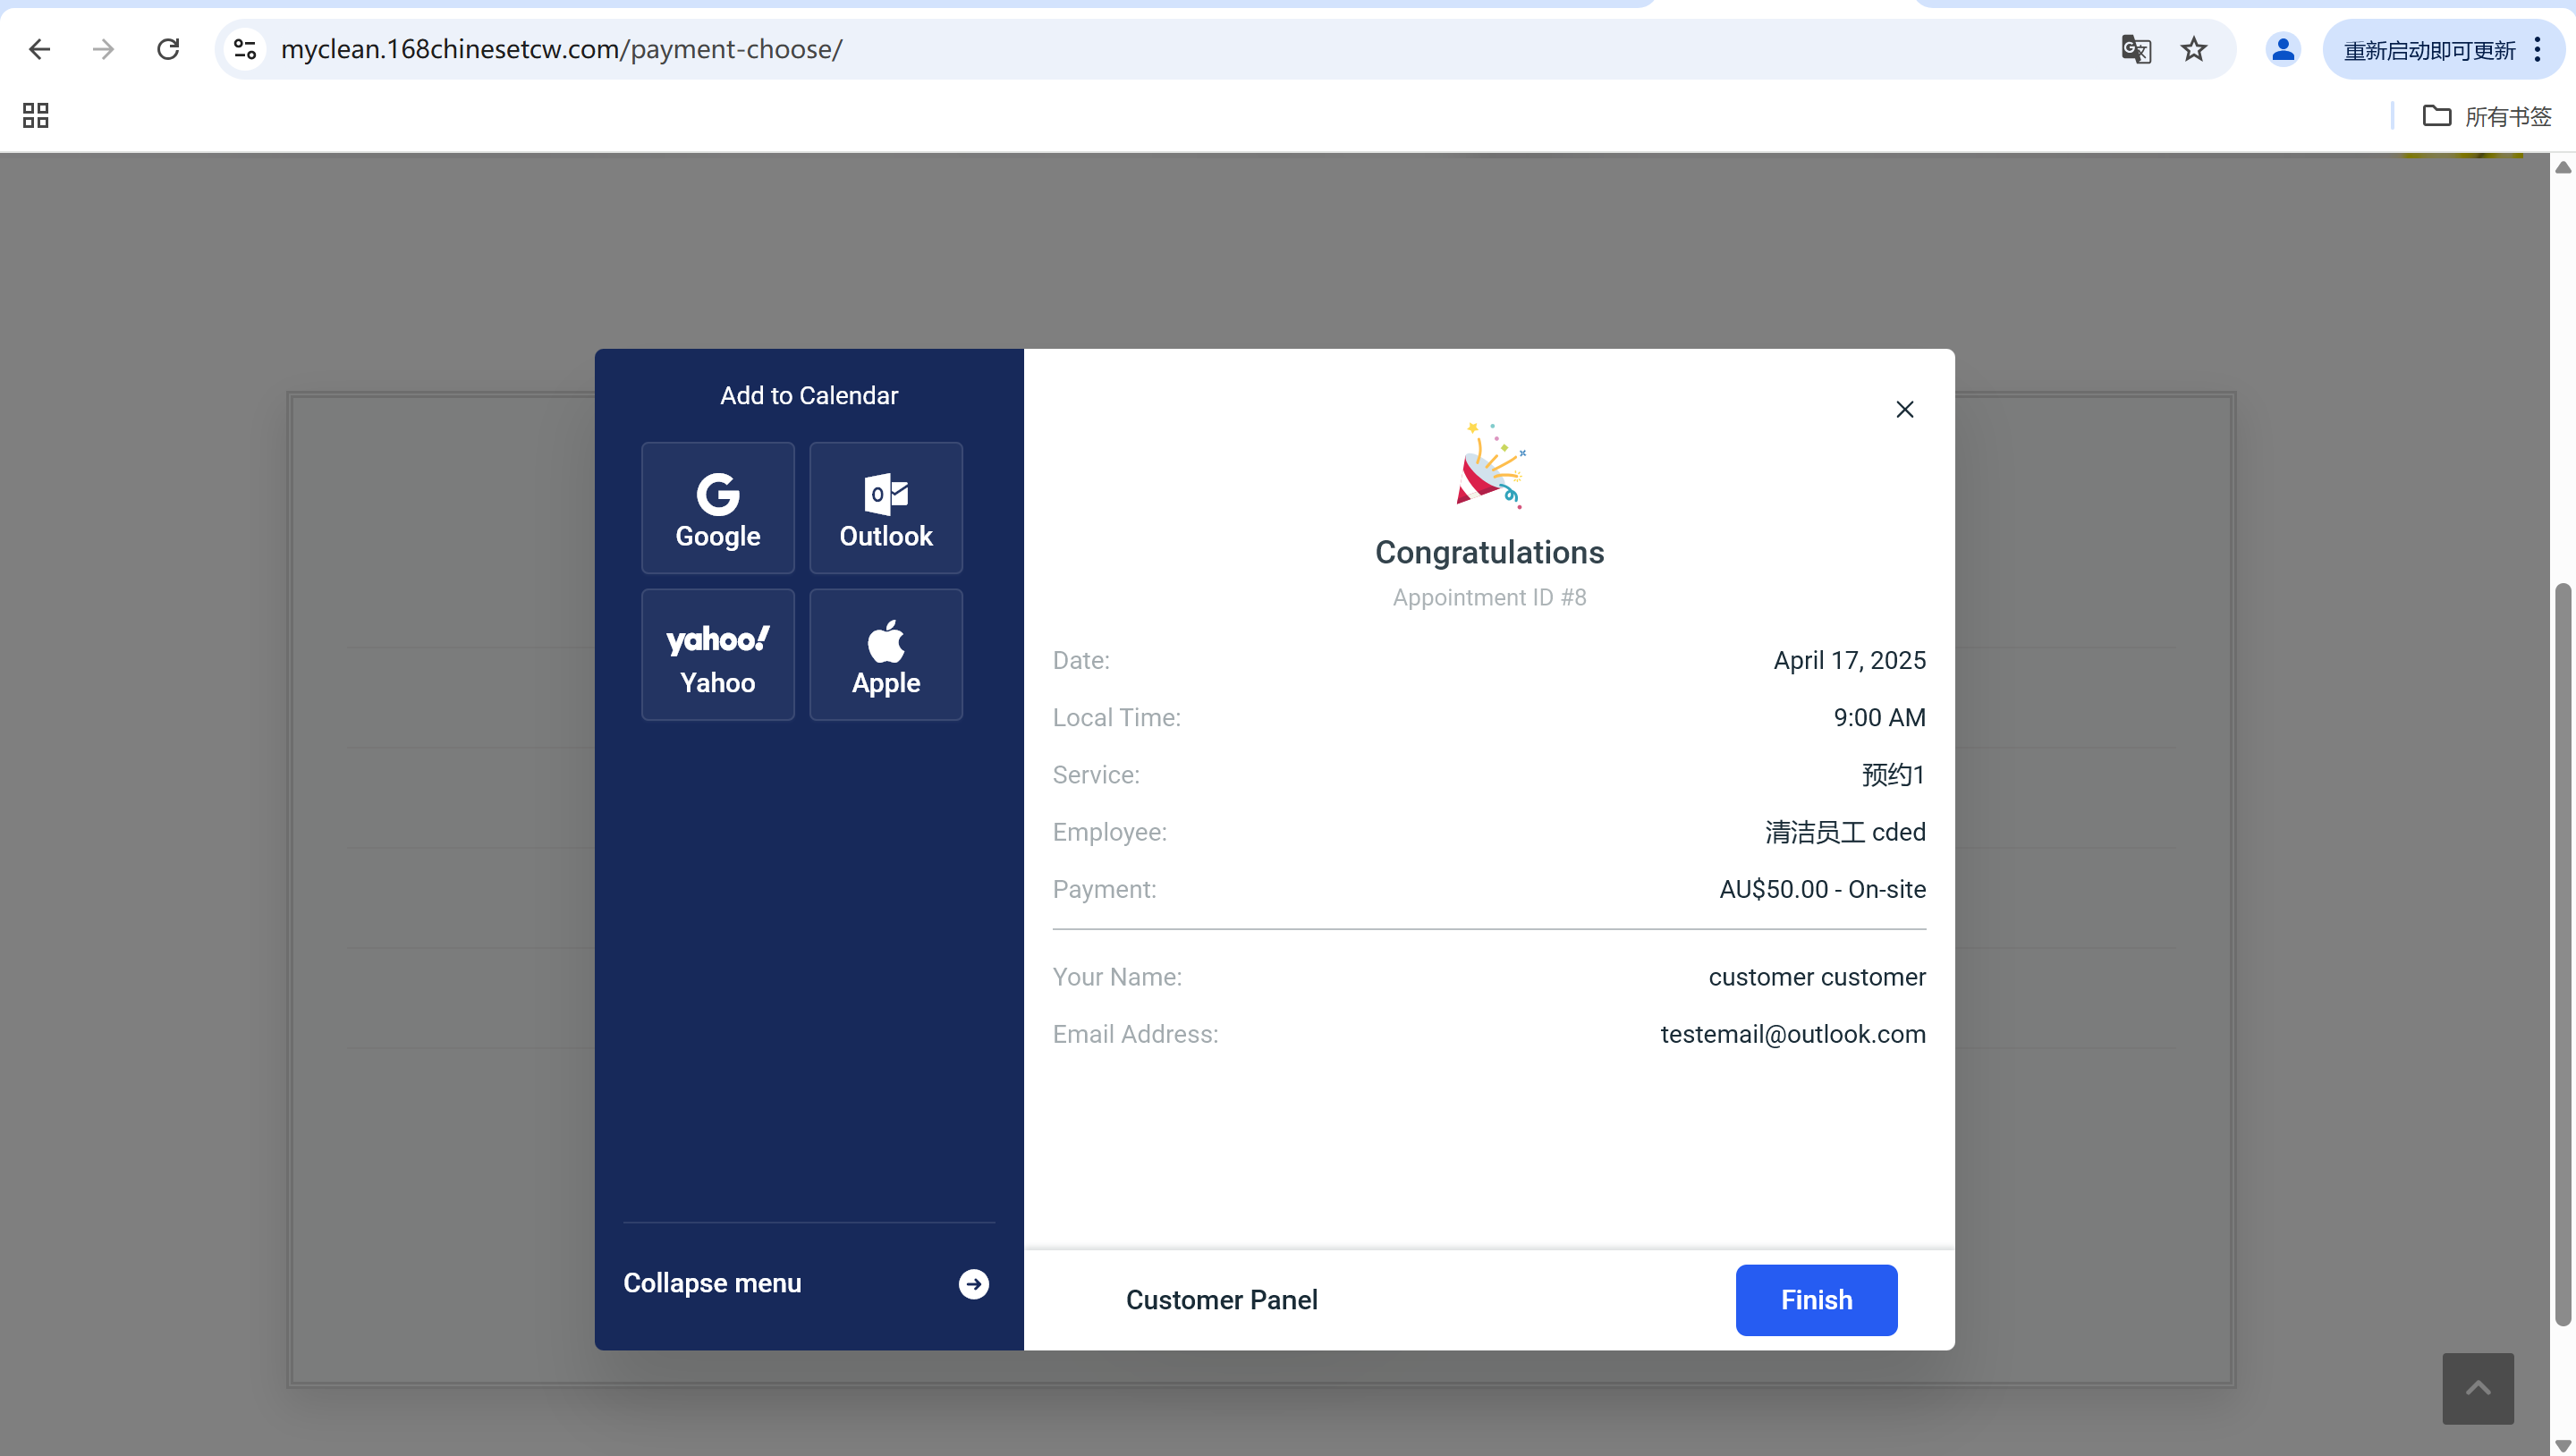 myclean.168chinesetcw.com/payment-choose/
重新启动即可更新
所有书签
Add to Calendar
Google
Outlook
yahoo!
Yahoo
Apple
Collapse menu
Congratulations
Appointment ID #8
Date: April 17, 2025
Local Time: 9:00 AM
Service: 预约1
Employee: 清洁员工 cded
Payment: AU$50.00 - On-site
Your Name: customer customer
Email Address: testemail@outlook.com
Customer Panel
Finish